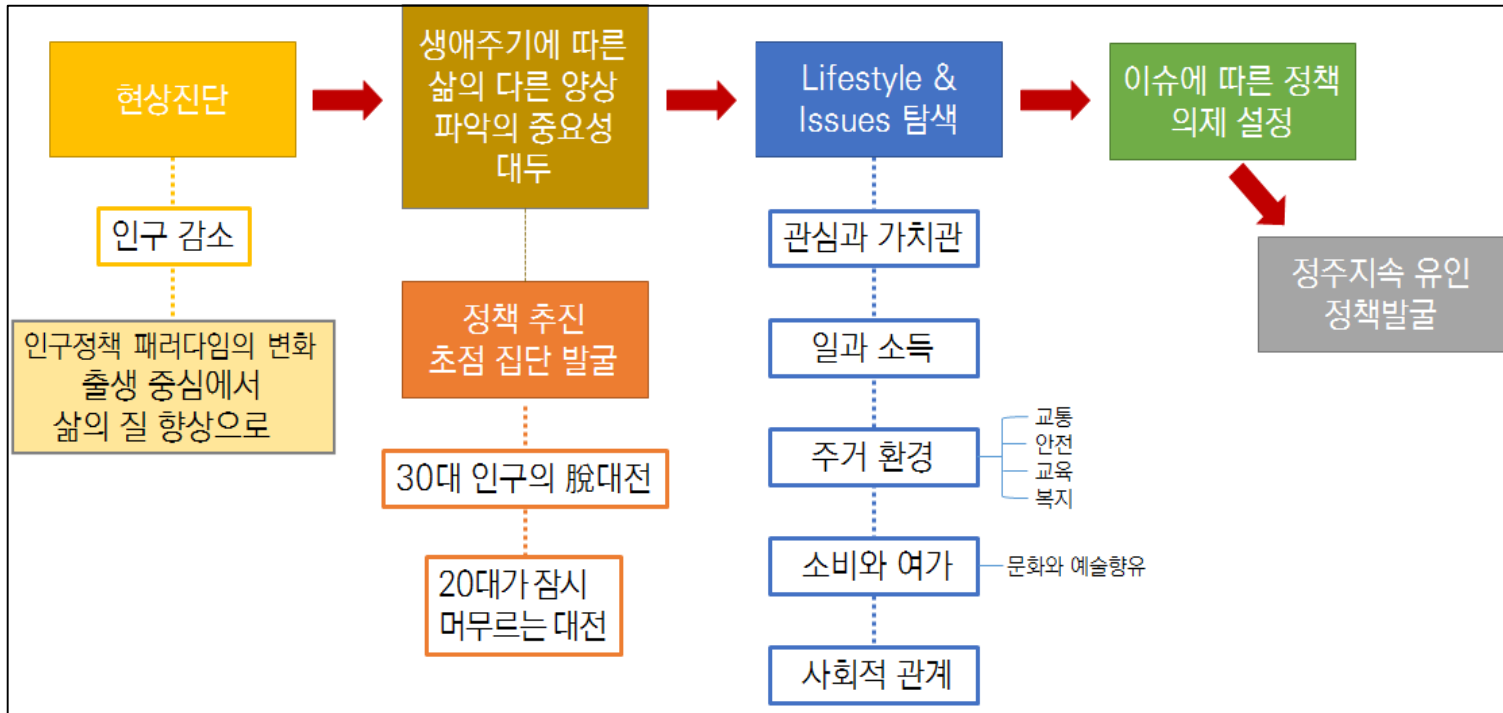 현상진단
인구 감소
인구정책 패러다임의 변화
출생 중심에서
삶의 질 향상으로
생애주기에 따른
삶의 다른 양상
파악의 중요성
대두
정책 추진
초점 집단 발굴
30대 인구의 脫대전
20대가 잠시
머무르는 대전
Lifestyle &
Issues 탐색
관심과 가치관
일과 소득
주거 환경
교통
안전
교육
복지
소비와 여가
문화와 예술향유
사회적 관계
이슈에 따른 정책
의제 설정
정주지속 유인
정책발굴